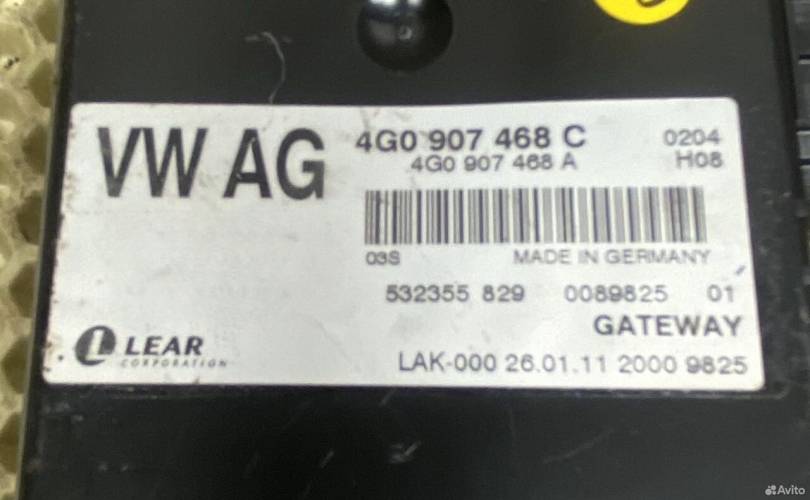 VW AG
4G0 907 468 C 0204
4G0 907 468 A H08
03S MADE IN GERMANY
532355 829 0089825 01
GATEWAY
LEAR
CORPORATION
LAK-000 26.01.11 2000 9825
Avito